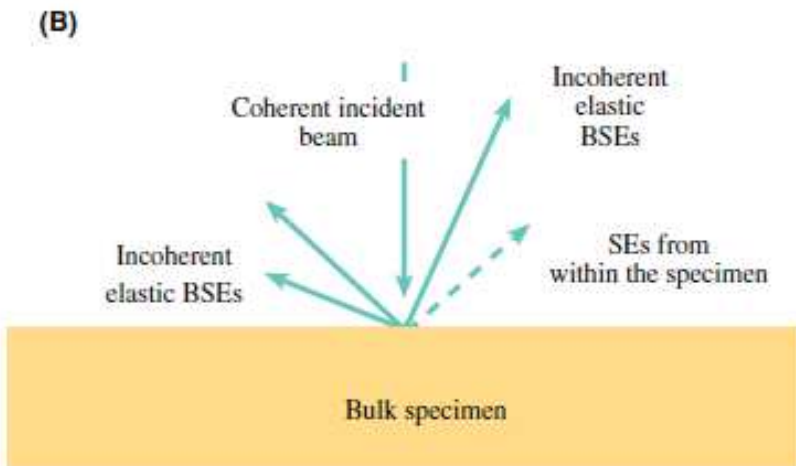 (B)
Coherent incident
beam
Incoherent
elastic
BSEs
Incoherent
elastic BSEs
SEs from
within the specimen
Bulk specimen